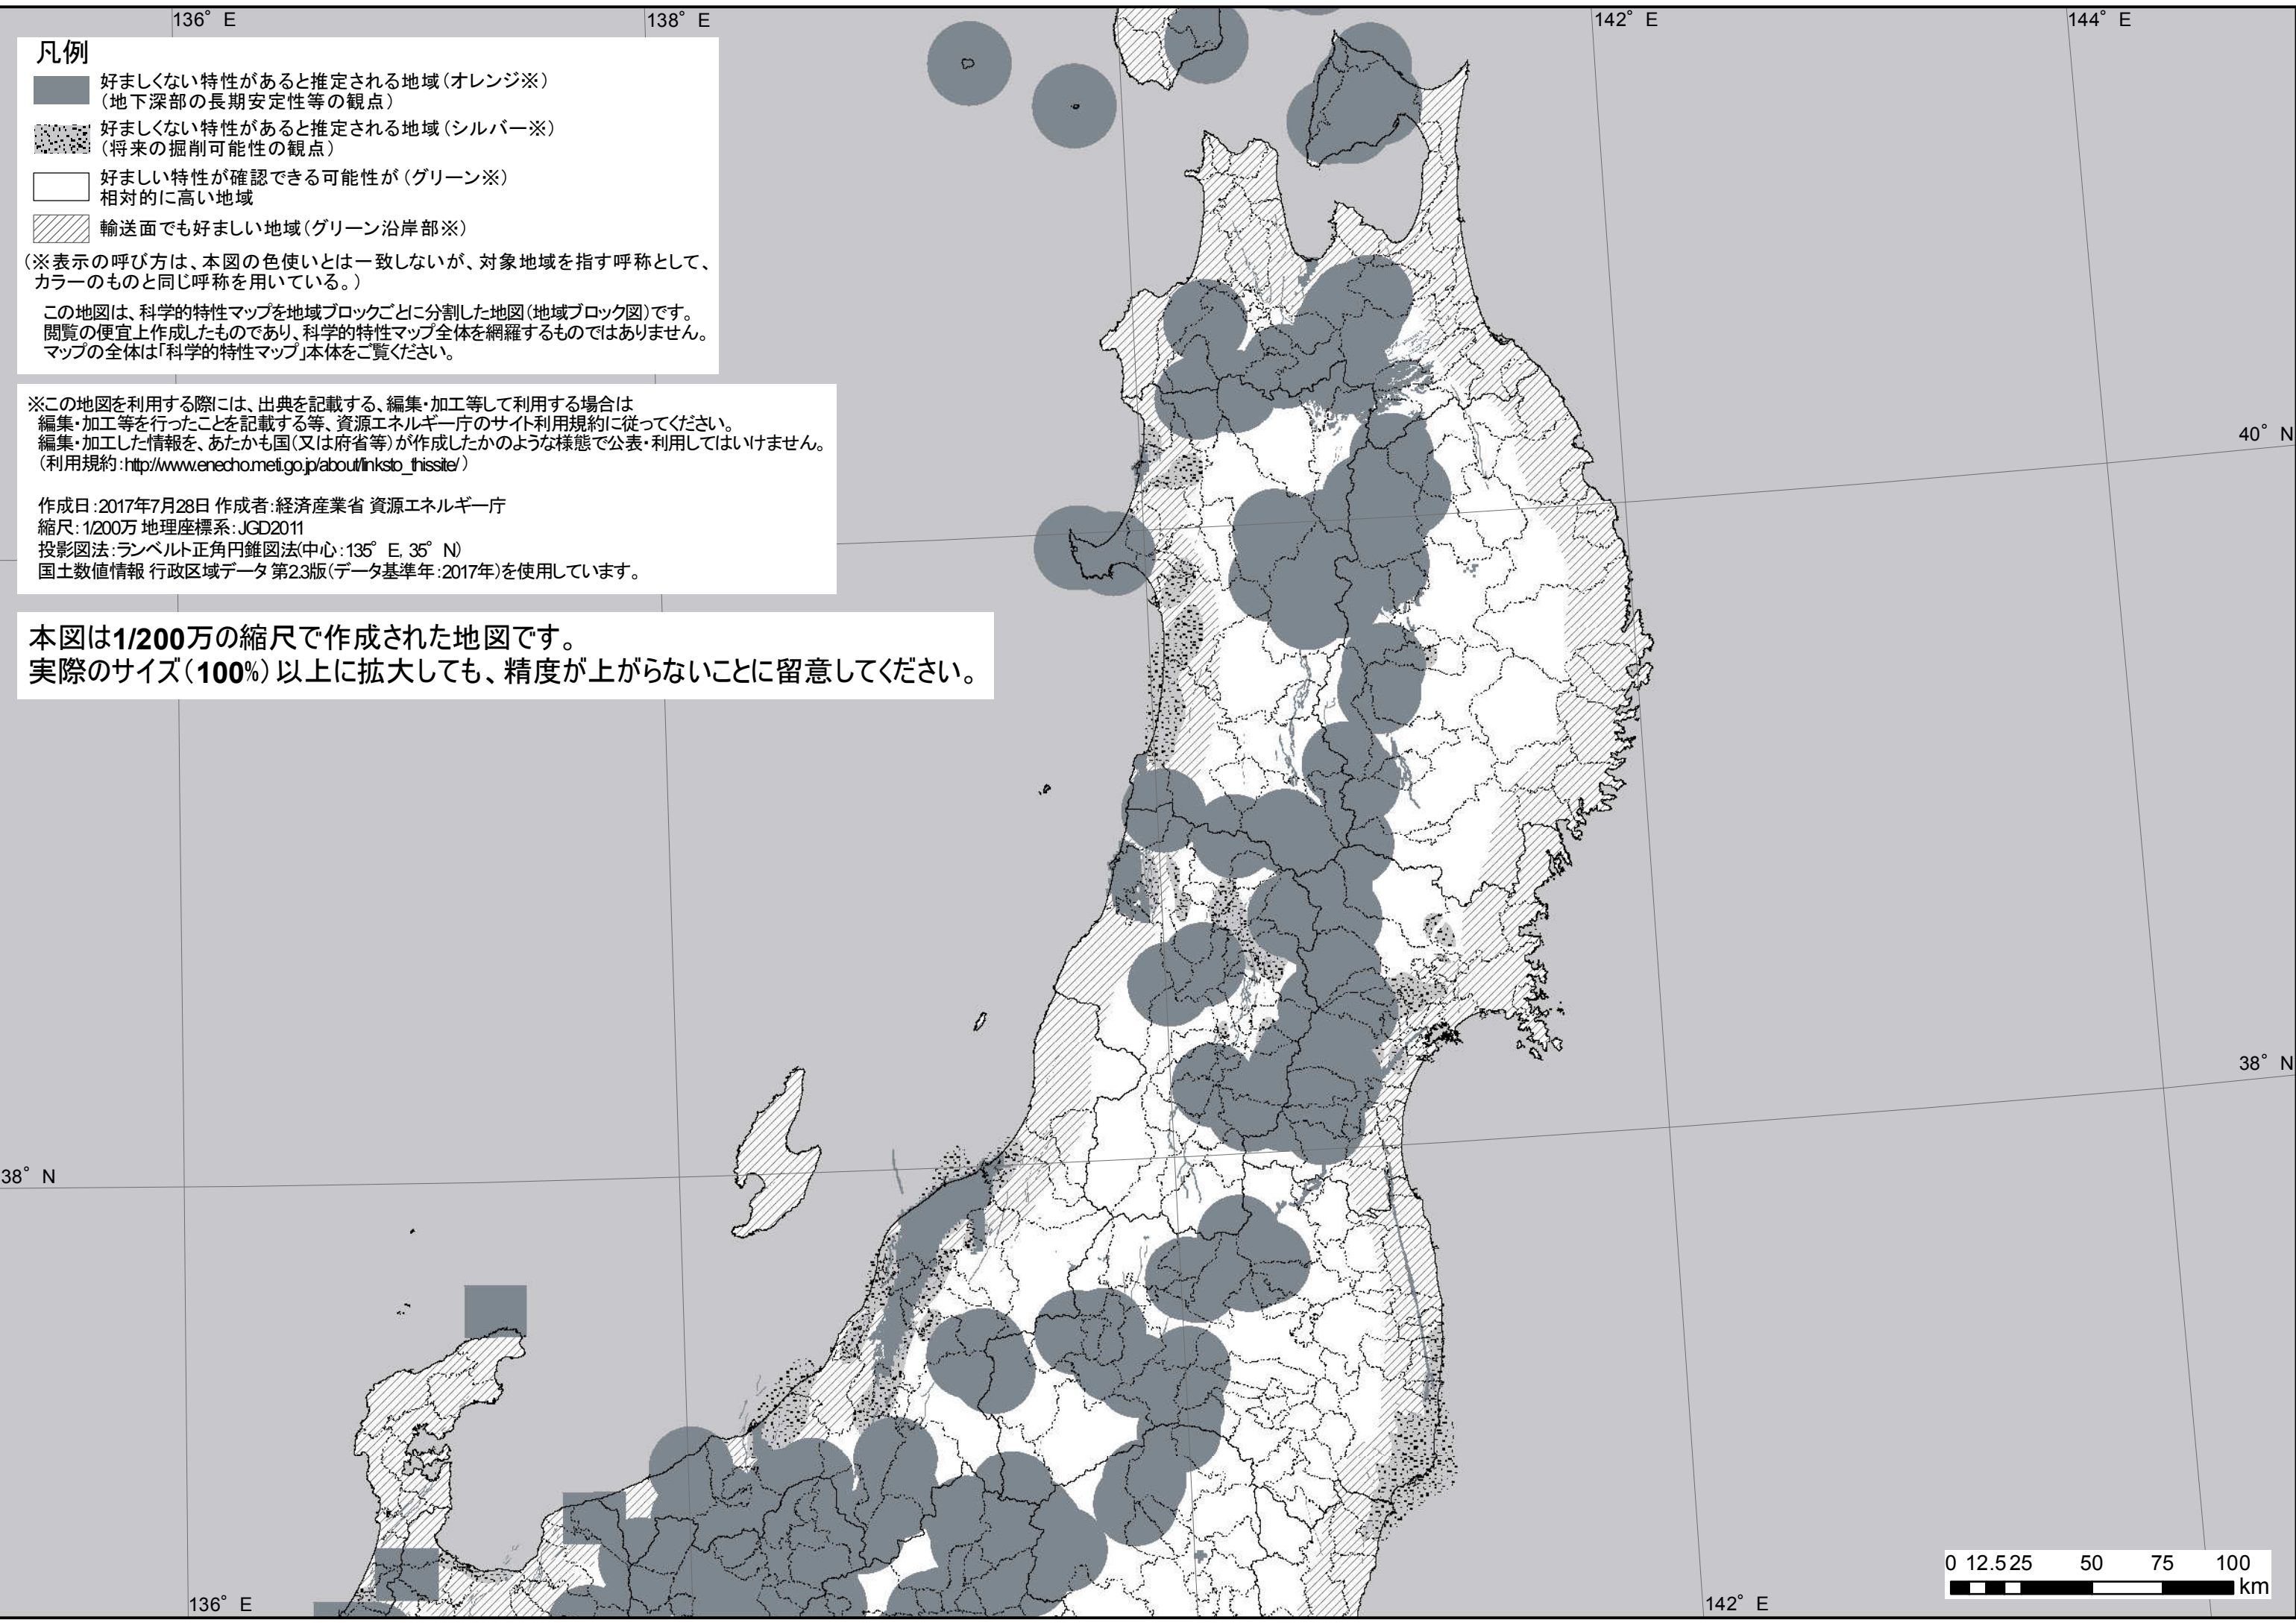 136° E
138° E
142° E
144° E
凡例
好ましくない特性があると推定される地域(オレンジ※)
(地下深部の長期安定性等の観点)
好ましくない特性があると推定される地域(シルバー※)
(将来の掘削可能性の観点)
好ましい特性が確認できる可能性が(グリーン※)
相対的に高い地域
輸送面でも好ましい地域(グリーン沿岸部※)
(※表示の呼び方は、本図の色使いとは一致しないが、対象地域を指す呼称として、
カラーのものと同じ呼称を用いている。)
この地図は、科学的特性マップを地域ブロックごとに分割した地図(地域ブロック図)です。
閲覧の便宜上作成したものであり、科学的特性マップ全体を網羅するものではありません。
マップの全体は「科学的特性マップ」本体をご覧ください。
※この地図を利用する際には、出典を記載する、編集・加工等して利用する場合は
編集・加工等を行ったことを記載する等、資源エネルギー庁のサイト利用規約に従ってください。
編集・加工した情報を、あたかも国(又は府省等)が作成したかのような様態で公表・利用してはいけません。
(利用規約:http://www.enecho.meti.go.jp/about/linksto_thissite/)
作成日:2017年7月28日 作成者:経済産業省 資源エネルギー庁
縮尺:1/200万 地理座標系:JGD2011
投影図法:ランベルト正角円錐図法(中心:135° E, 35° N)
国土数値情報 行政区域データ 第2.3版(データ基準年:2017年)を使用しています。
本図は1/200万の縮尺で作成された地図です。
実際のサイズ(100%)以上に拡大しても、精度が上がらないことに留意してください。
40° N
38° N
38° N
0 12.5 25 50 75 100
km
136° E
142° E